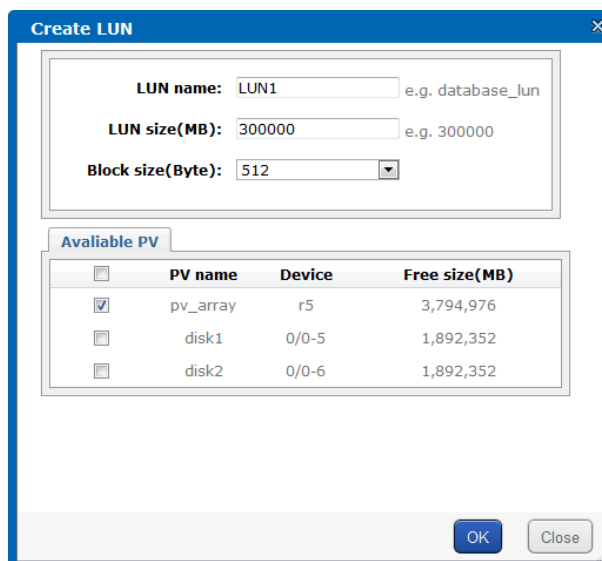 Create LUN
LUN name: LUN1 e.g. database_lun
LUN size(MB): 300000 e.g. 300000
Block size(Byte): 512
Avaliable PV
PV name Device Free size(MB)
pv_array r5 3,794,976
disk1 0/0-5 1,892,352
disk2 0/0-6 1,892,352
OK Close